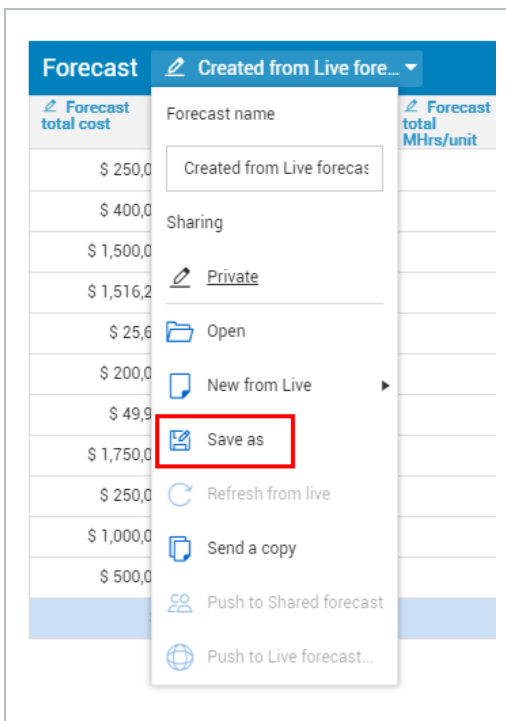 Forecast Created from Live fore...
Forecast total cost
Forecast total MHrs/unit
Forecast name
Created from Live forecas
Sharing
Private
Open
New from Live
Save as
Refresh from live
Send a copy
Push to Shared forecast
Push to Live forecast...
$ 250,0
$ 400,0
$ 1,500,0
$ 1,516,2
$ 25,6
$ 200,0
$ 49,9
$ 1,750,0
$ 250,0
$ 1,000,0
$ 500,0